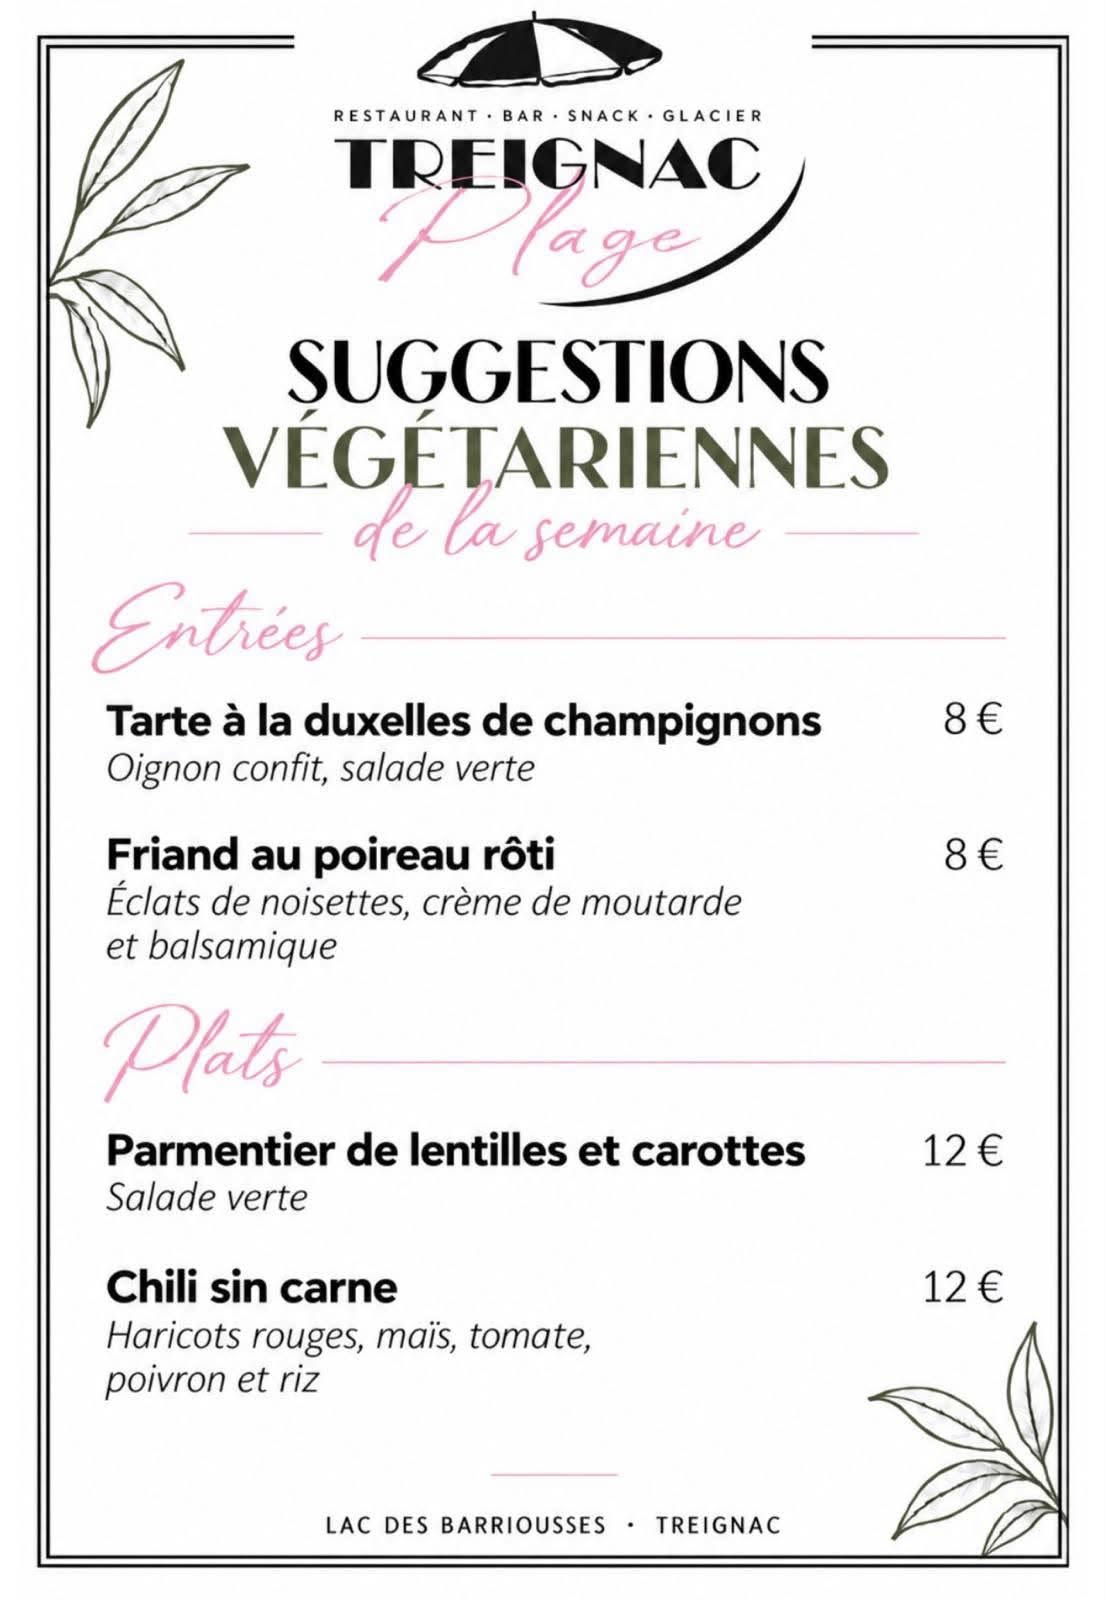 RESTAURANT · BAR · SNACK · GLACIER
TREIGNAC
Plage
SUGGESTIONS
VÉGÉTARIENNES
de la semaine
Entrées
Tarte à la duxelles de champignons 8 €
Oignon confit, salade verte
Friand au poireau rôti 8 €
Éclats de noisettes, crème de moutarde
et balsamique
Plats
Parmentier de lentilles et carottes 12 €
Salade verte
Chili sin carne 12 €
Haricots rouges, maïs, tomate,
poivron et riz
LAC DES BARRIOUSSES · TREIGNAC